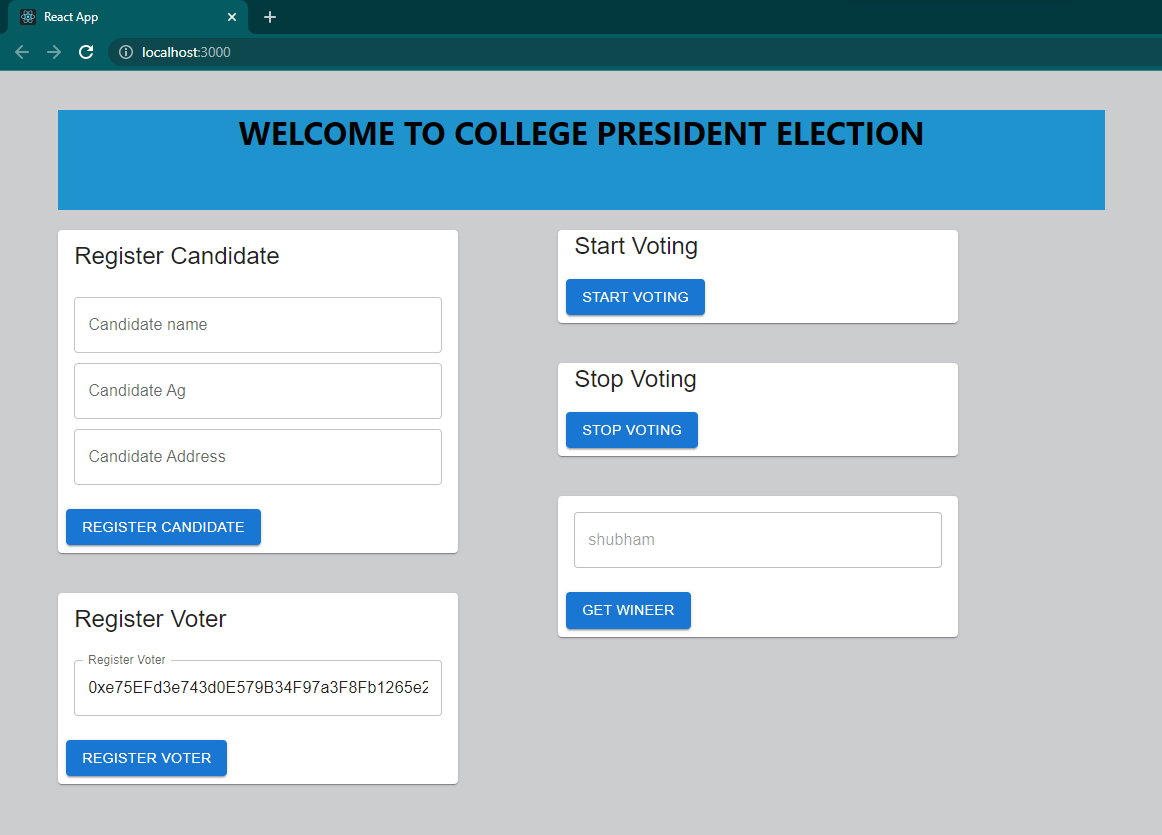 React App
localhost:3000
WELCOME TO COLLEGE PRESIDENT ELECTION
Register Candidate
Candidate name
Candidate Ag
Candidate Address
REGISTER CANDIDATE
Register Voter
Register Voter
0xe75EFd3e743d0E579B34F97a3F8Fb1265e2
REGISTER VOTER
Start Voting
START VOTING
Stop Voting
STOP VOTING
shubham
GET WINEER